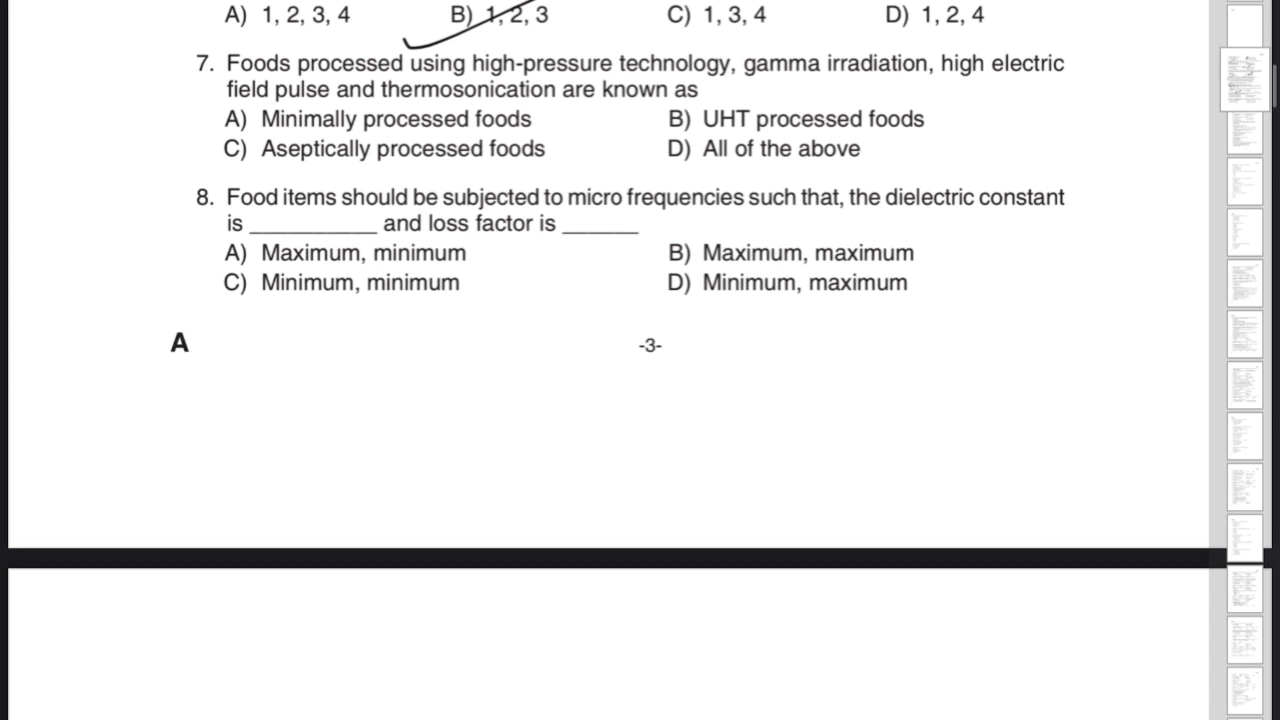 A) 1, 2, 3, 4 B) 1, 2, 3 C) 1, 3, 4 D) 1, 2, 4
7. Foods processed using high-pressure technology, gamma irradiation, high electric
field pulse and thermosonication are known as
A) Minimally processed foods B) UHT processed foods
C) Aseptically processed foods D) All of the above
8. Food items should be subjected to micro frequencies such that, the dielectric constant
is __________ and loss factor is ______
A) Maximum, minimum B) Maximum, maximum
C) Minimum, minimum D) Minimum, maximum
A -3-